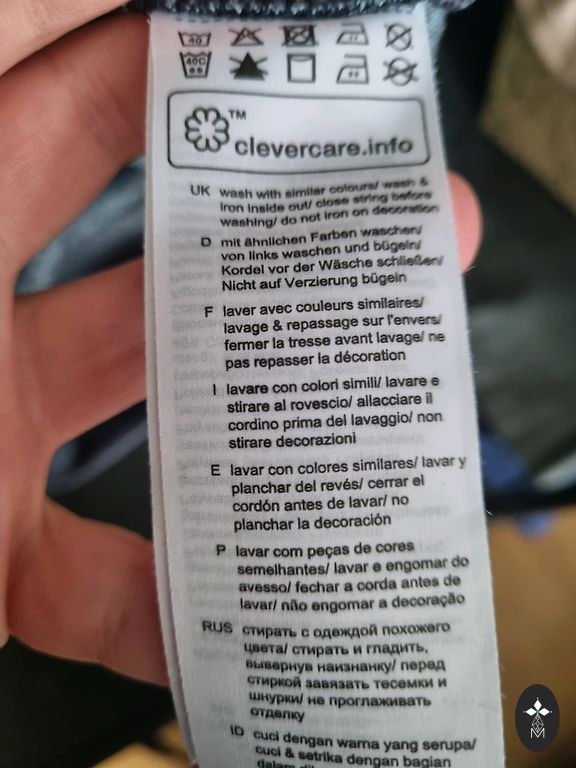 40
40C
clevercare.info™
UK wash with similar colours/ wash &
iron inside out/ close string before
washing/ do not iron on decoration
D mit ähnlichen Farben waschen/
von links waschen und bügeln/
Kordel vor der Wäsche schließen/
Nicht auf Verzierung bügeln
F laver avec couleurs similaires/
lavage & repassage sur l'envers/
fermer la tresse avant lavage/ ne
pas repasser la décoration
I lavare con colori simili/ lavare e
stirare al rovescio/ allacciare il
cordino prima del lavaggio/ non
stirare decorazioni
E lavar con colores similares/ lavar y
planchar del revés/ cerrar el
cordón antes de lavar/ no
planchar la decoración
P lavar com peças de cores
semelhantes/ lavar e engomar do
avesso/ fechar a corda antes de
lavar/ não engomar a decoração
RUS стирать с одеждой похожего
цвета/ стирать и гладить,
вывернув наизнанку/ перед
стиркой завязать тесемки и
шнурки/ не проглаживать
отделку
ID cuci dengan warna yang serupa/
cuci & setrika dengan bagian